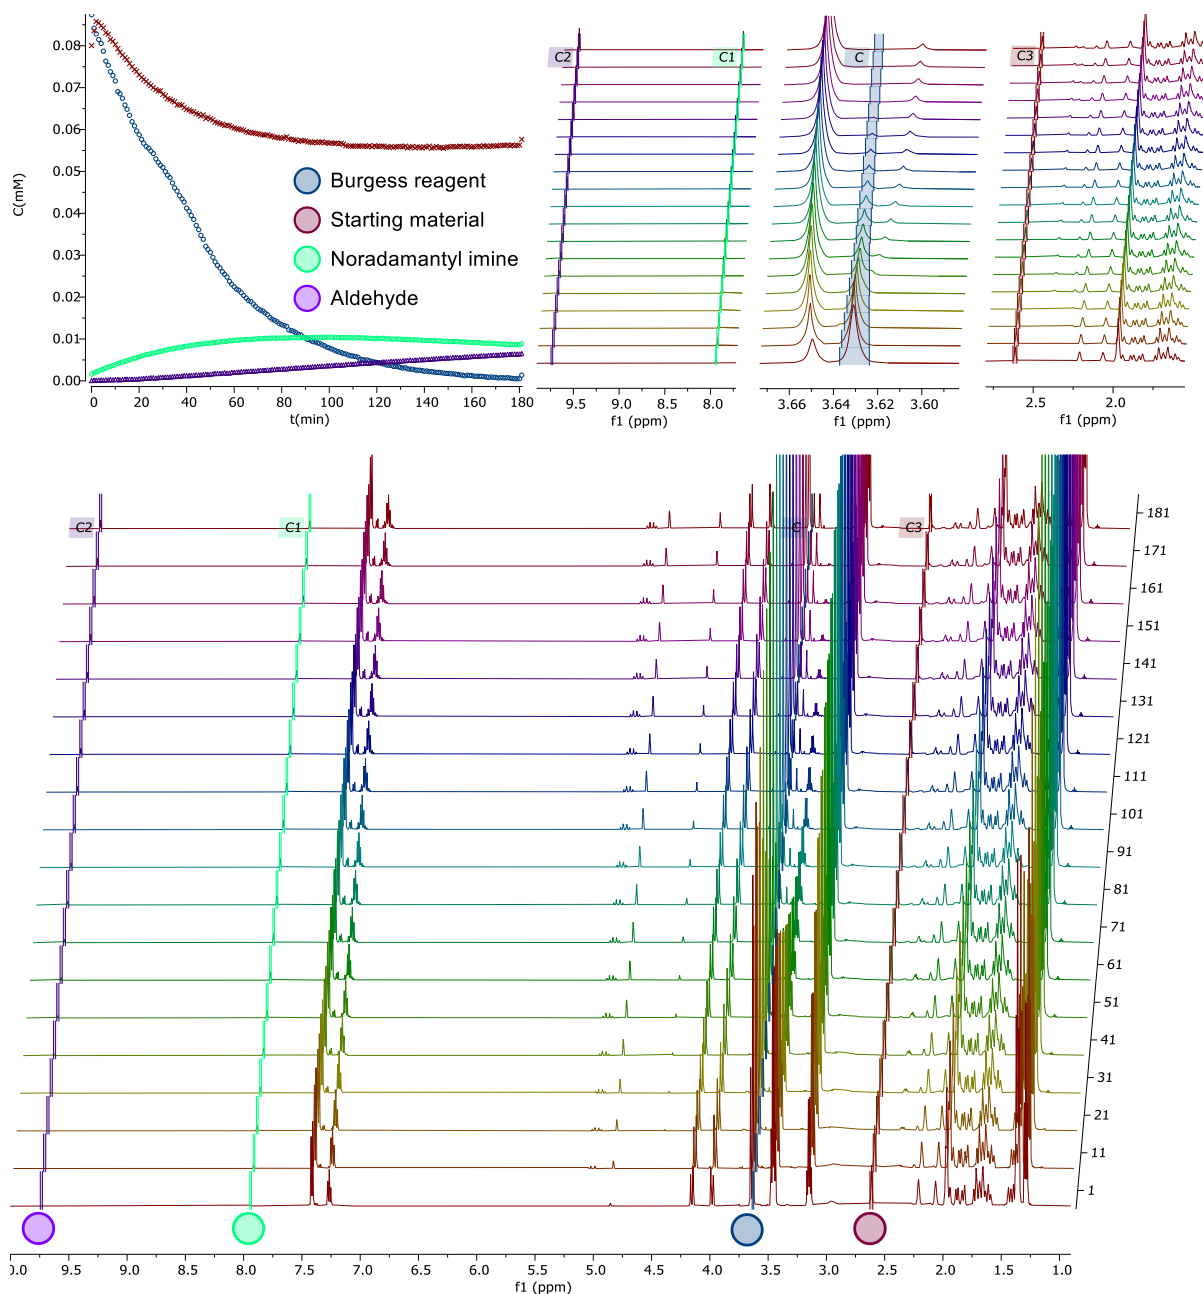 0.08
0.07
0.06
0.05
0.04
0.03
0.02
0.01
0.00
C(mM)
0 20 40 60 80 100 120 140 160 180
t(min)
Burgess reagent
Starting material
Noradamantyl imine
Aldehyde
C2 C1
9.5 9.0 8.5 8.0
f1 (ppm)
C
3.66 3.64 3.62 3.60
f1 (ppm)
C3
2.5 2.0
f1 (ppm)
C2 C1 C C3
181
171
161
151
141
131
121
111
101
91
81
71
61
51
41
31
21
11
1
0.0 9.5 9.0 8.5 8.0 7.5 7.0 6.5 6.0 5.5 5.0 4.5 4.0 3.5 3.0 2.5 2.0 1.5 1.0
f1 (ppm)